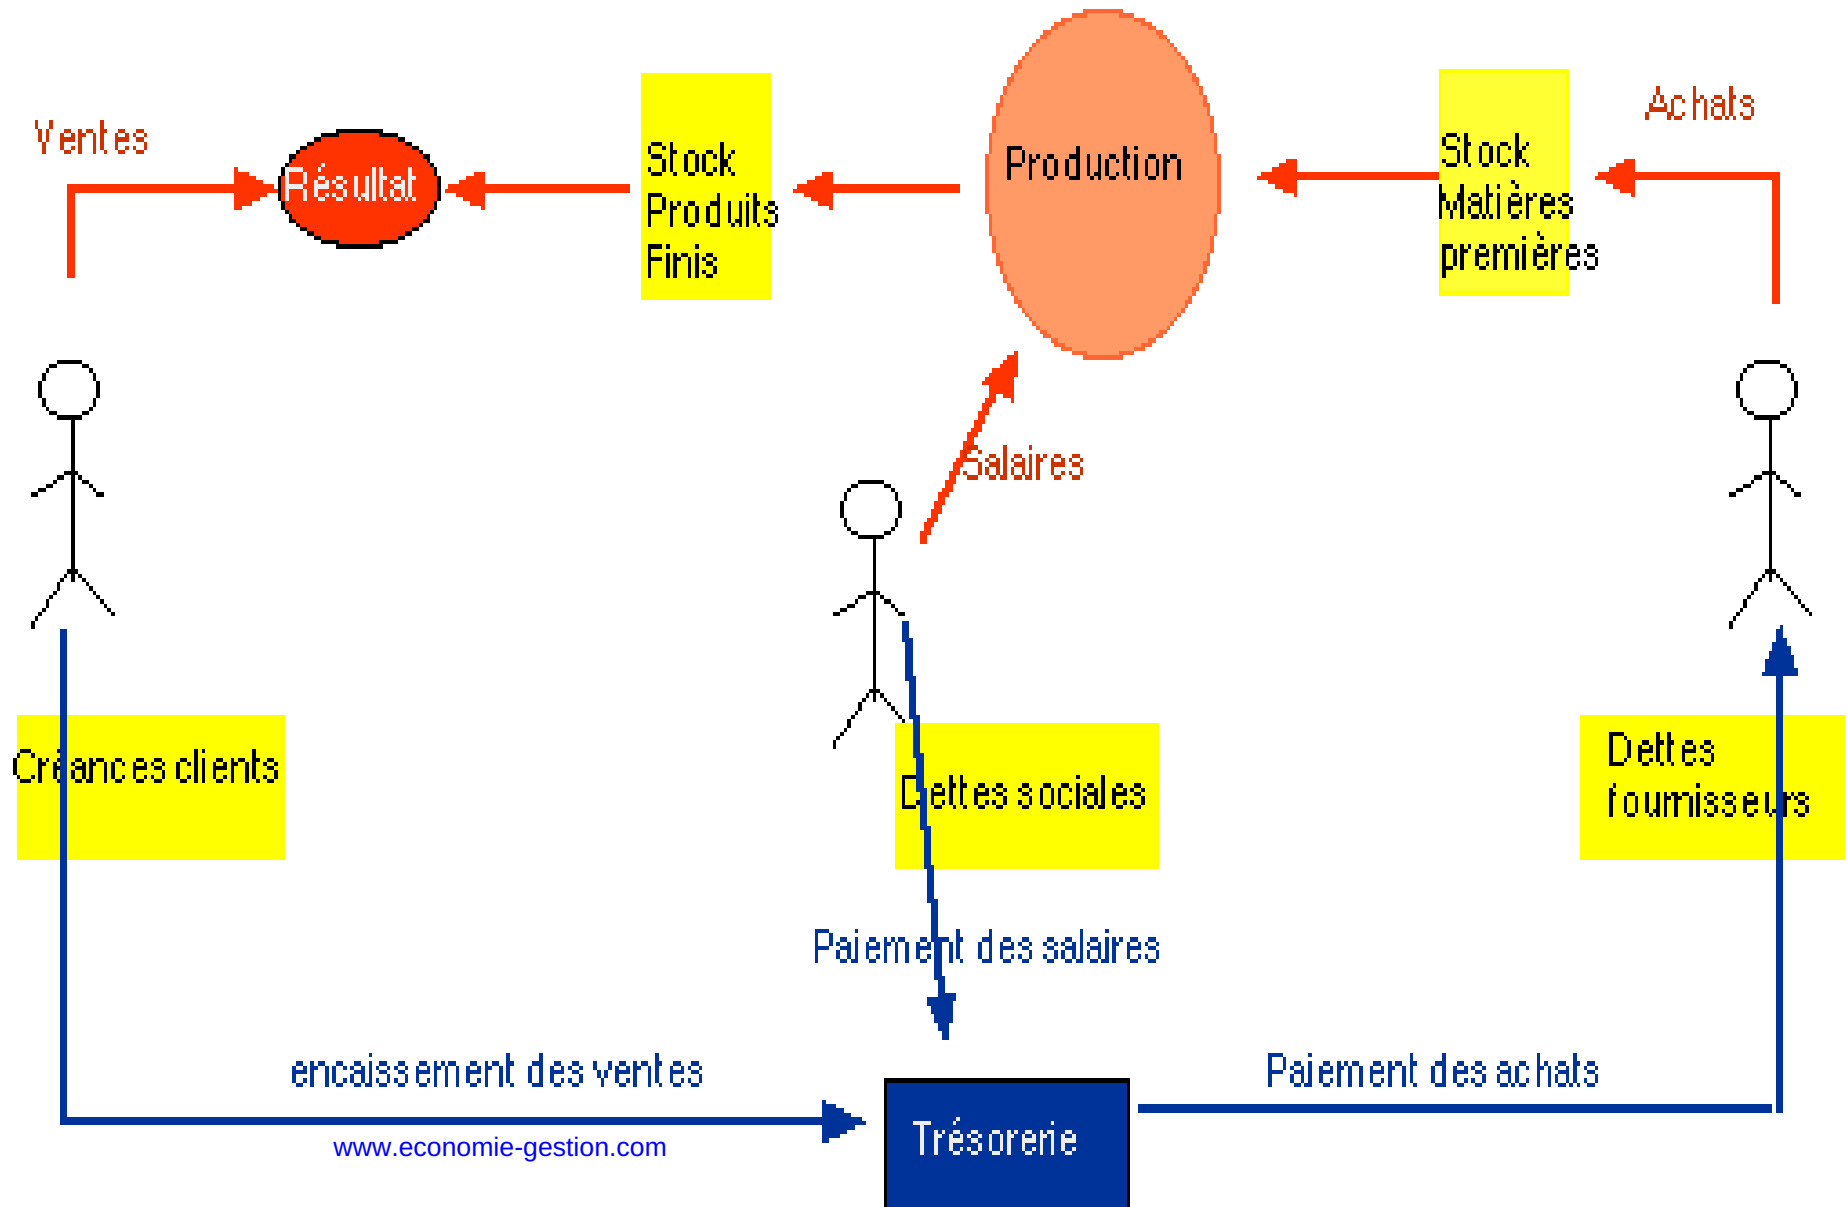 Ventes
Résultat
Stock
Produits
Finis
Production
Stock
Matières
premières
Achats
Salaires
Créances clients
Dettes sociales
Dettes
fournisseurs
Paiement des salaires
encaissement des ventes
Paiement des achats
www.economie-gestion.com
Trésorerie